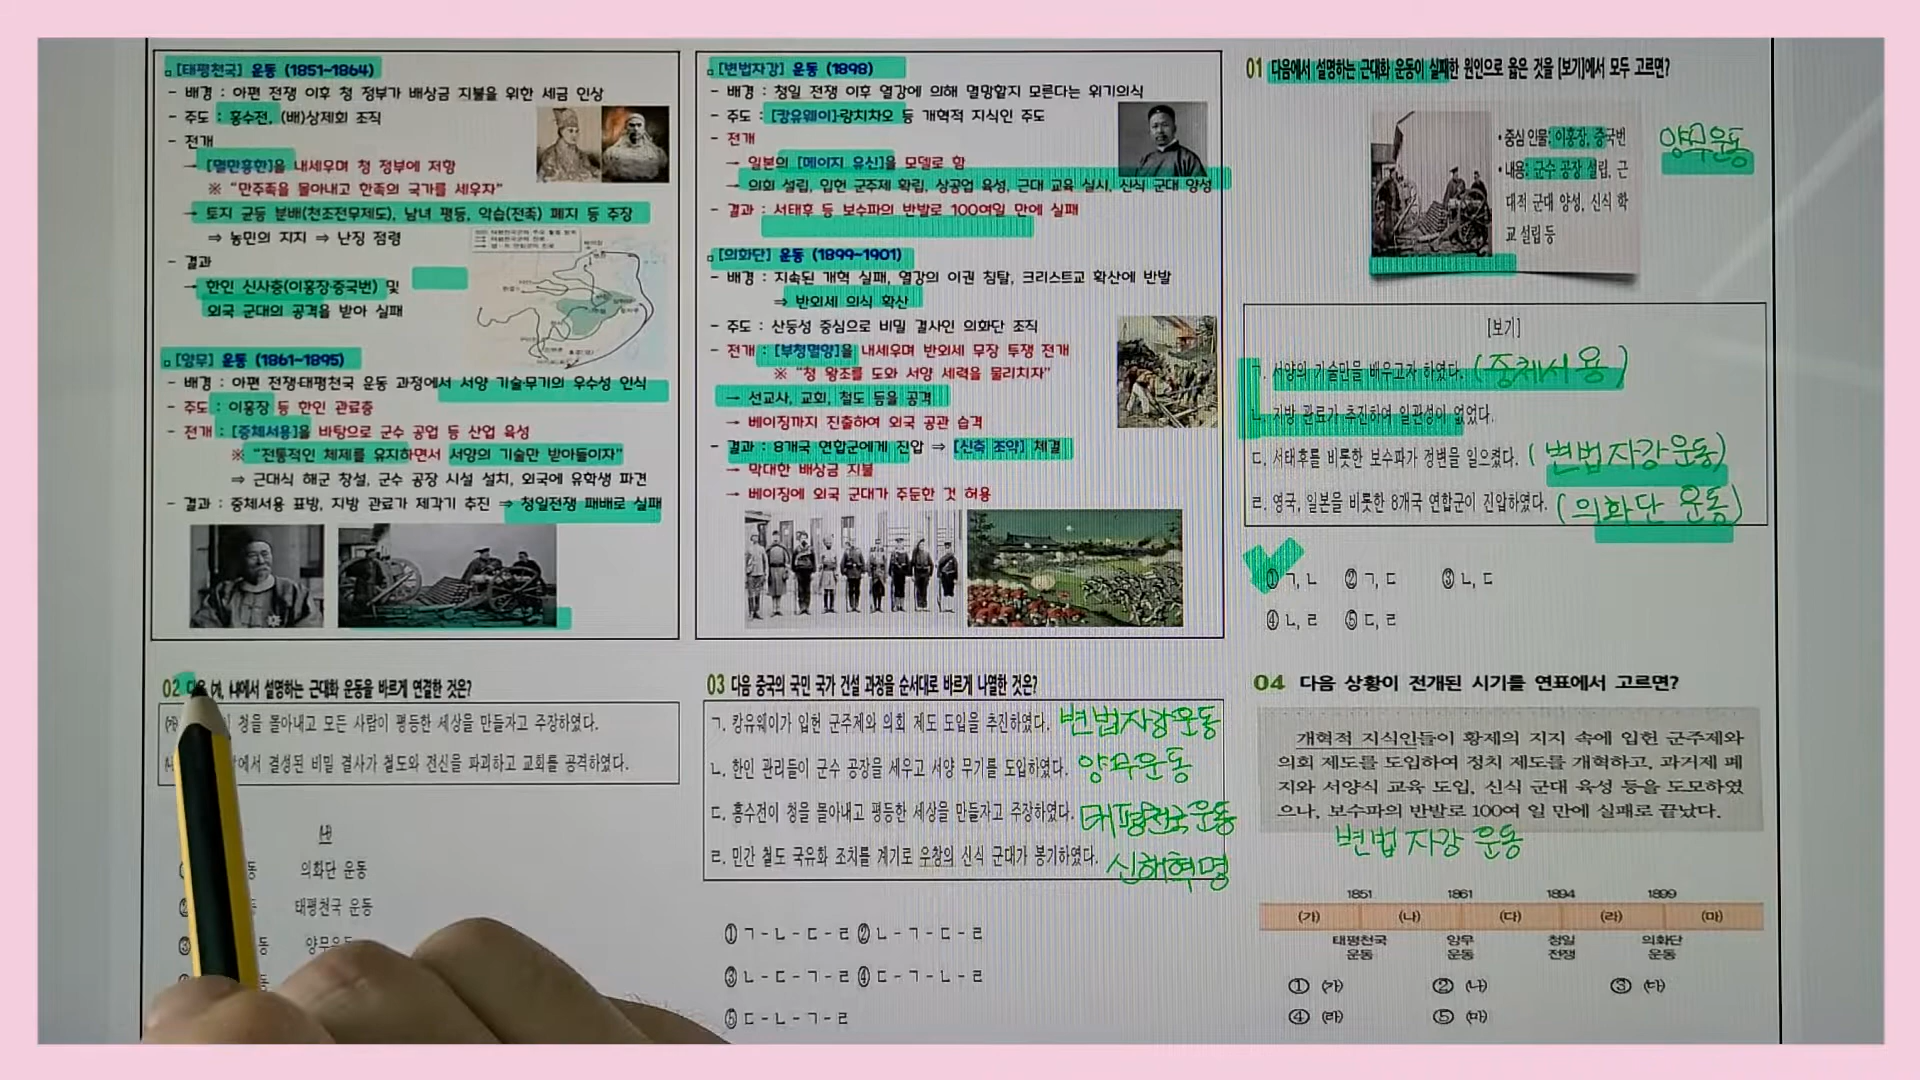 [태평천국] 운동 (1851~1864)
- 배경 : 아편 전쟁 이후 청 정부가 배상금 지불을 위한 세금 인상
- 주도 : 홍수전, (배)상제회 조직
- 전개
→ [멸만흥한]을 내세우며 청 정부에 저항
※ “만주족을 몰아내고 한족의 국가를 세우자”
→ 토지 균등 분배(천조전무제도), 남녀 평등, 악습(전족) 폐지 등 주장
⇒ 농민의 지지 ⇒ 난징 점령
- 결과
→ 한인 신사층(이홍장·증국번) 및
외국 군대의 공격을 받아 실패
[양무] 운동 (1861~1895)
- 배경 : 아편 전쟁·태평천국 운동 과정에서 서양 기술·무기의 우수성 인식
- 주도 : 이홍장 등 한인 관료층
- 전개 : [중체서용]을 바탕으로 군수 공업 등 산업 육성
※ “전통적인 체제를 유지하면서 서양의 기술만 받아들이자”
⇒ 근대식 해군 창설, 군수 공장 시설 설치, 외국에 유학생 파견
- 결과 : 중체서용 표방, 지방 관료가 제각기 추진 ⇒ 청일전쟁 패배로 실패
[변법자강] 운동 (1898)
- 배경 : 청일 전쟁 이후 열강에 의해 멸망할지 모른다는 위기의식
- 주도 : [캉유웨이]·량치차오 등 개혁적 지식인 주도
- 전개
→ 일본의 [메이지 유신]을 모델로 함
→ 의회 설립, 입헌 군주제 확립, 상공업 육성, 근대 교육 실시, 신식 군대 양성
- 결과 : 서태후 등 보수파의 반발로 100여일 만에 실패
[의화단] 운동 (1899~1901)
- 배경 : 지속된 개혁 실패, 열강의 이권 침탈, 크리스트교 확산에 반발
⇒ 반외세 의식 확산
- 주도 : 산둥성 중심으로 비밀 결사인 의화단 조직
- 전개 : [부청멸양]을 내세우며 반외세 무장 투쟁 전개
※ “청 왕조를 도와 서양 세력을 물리치자”
→ 선교사, 교회, 철도 등을 공격
→ 베이징까지 진출하여 외국 공관 습격
- 결과 : 8개국 연합군에게 진압 ⇒ [신축 조약] 체결
→ 막대한 배상금 지불
→ 베이징에 외국 군대가 주둔한 것 허용
01 다음에서 설명하는 근대화 운동이 실패한 원인으로 옳은 것을 [보기]에서 모두 고르면?
• 중심 인물: 이홍장, 증국번
• 내용: 군수 공장 설립, 근
대적 군대 양성, 신식 학
교 설립 등
양무운동
[보기]
ㄱ. 서양의 기술만을 배우고자 하였다. (중체서용)
ㄴ. 지방 관료가 추진하여 일관성이 없었다.
ㄷ. 서태후를 비롯한 보수파가 정변을 일으켰다. (변법자강운동)
ㄹ. 영국, 일본을 비롯한 8개국 연합군이 진압하였다. (의화단 운동)
① ㄱ, ㄴ ② ㄱ, ㄷ ③ ㄴ, ㄷ
④ ㄴ, ㄹ ⑤ ㄷ, ㄹ
02 다음 (가), (나)에서 설명하는 근대화 운동을 바르게 연결한 것은?
청을 몰아내고 모든 사람이 평등한 세상을 만들자고 주장하였다.
결성된 비밀 결사가 철도와 전신을 파괴하고 교회를 공격하였다.
(나)
의화단 운동
태평천국 운동
양무운동
03 다음 중국의 국민 국가 건설 과정을 순서대로 바르게 나열한 것은?
ㄱ. 캉유웨이가 입헌 군주제와 의회 제도 도입을 추진하였다. 변법자강운동
ㄴ. 한인 관리들이 군수 공장을 세우고 서양 무기를 도입하였다. 양무운동
ㄷ. 홍수전이 청을 몰아내고 평등한 세상을 만들자고 주장하였다. 태평천국운동
ㄹ. 민간 철도 국유화 조치를 계기로 우창의 신식 군대가 봉기하였다. 신해혁명
① ㄱ - ㄴ - ㄷ - ㄹ ② ㄴ - ㄱ - ㄷ - ㄹ
③ ㄴ - ㄷ - ㄱ - ㄹ ④ ㄷ - ㄱ - ㄴ - ㄹ
⑤ ㄷ - ㄴ - ㄱ - ㄹ
04 다음 상황이 전개된 시기를 연표에서 고르면?
개혁적 지식인들이 황제의 지지 속에 입헌 군주제와
의회 제도를 도입하여 정치 제도를 개혁하고, 과거제 폐
지와 서양식 교육 도입, 신식 군대 육성 등을 도모하였
으나, 보수파의 반발로 100여 일 만에 실패로 끝났다.
변법자강 운동
1851 1861 1894 1899
(가) (나) (다) (라) (마)
태평천국 운동 양무 운동 청일 전쟁 의화단 운동
① (가) ② (나) ③ (다)
④ (라) ⑤ (마)